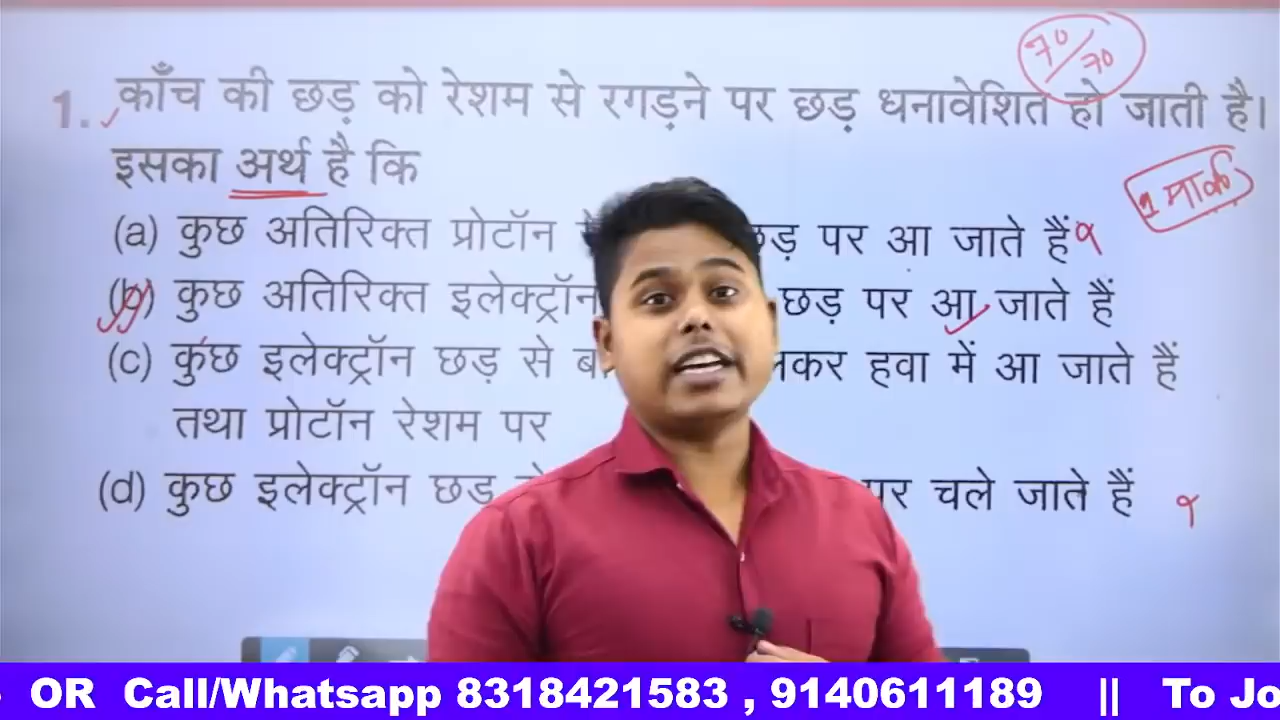 70/70
1. काँच की छड़ को रेशम से रगड़ने पर छड़ धनावेशित हो जाती है।
इसका अर्थ है कि
1 मार्क
(a) कुछ अतिरिक्त प्रोटॉन छड़ पर आ जाते हैं
(b) कुछ अतिरिक्त इलेक्ट्रॉन छड़ पर आ जाते हैं
(c) कुछ इलेक्ट्रॉन छड़ से हवा में आ जाते हैं
तथा प्रोटॉन रेशम पर
(d) कुछ इलेक्ट्रॉन छड़ पर चले जाते हैं
OR Call/Whatsapp 8318421583 , 9140611189 || To Jo